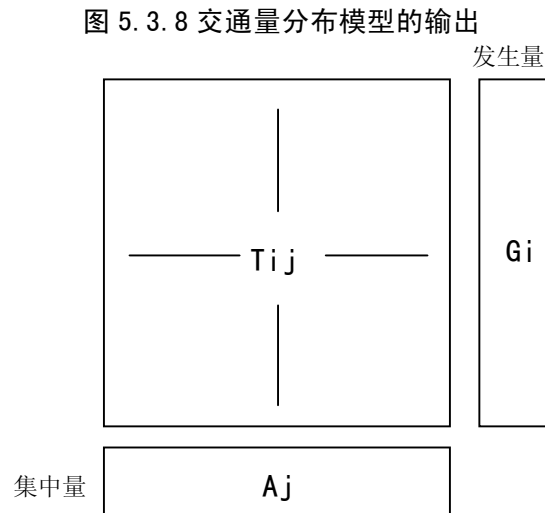 图 5.3.8 交通量分布模型的输出
发生量
Tij
Gi
集中量
Aj